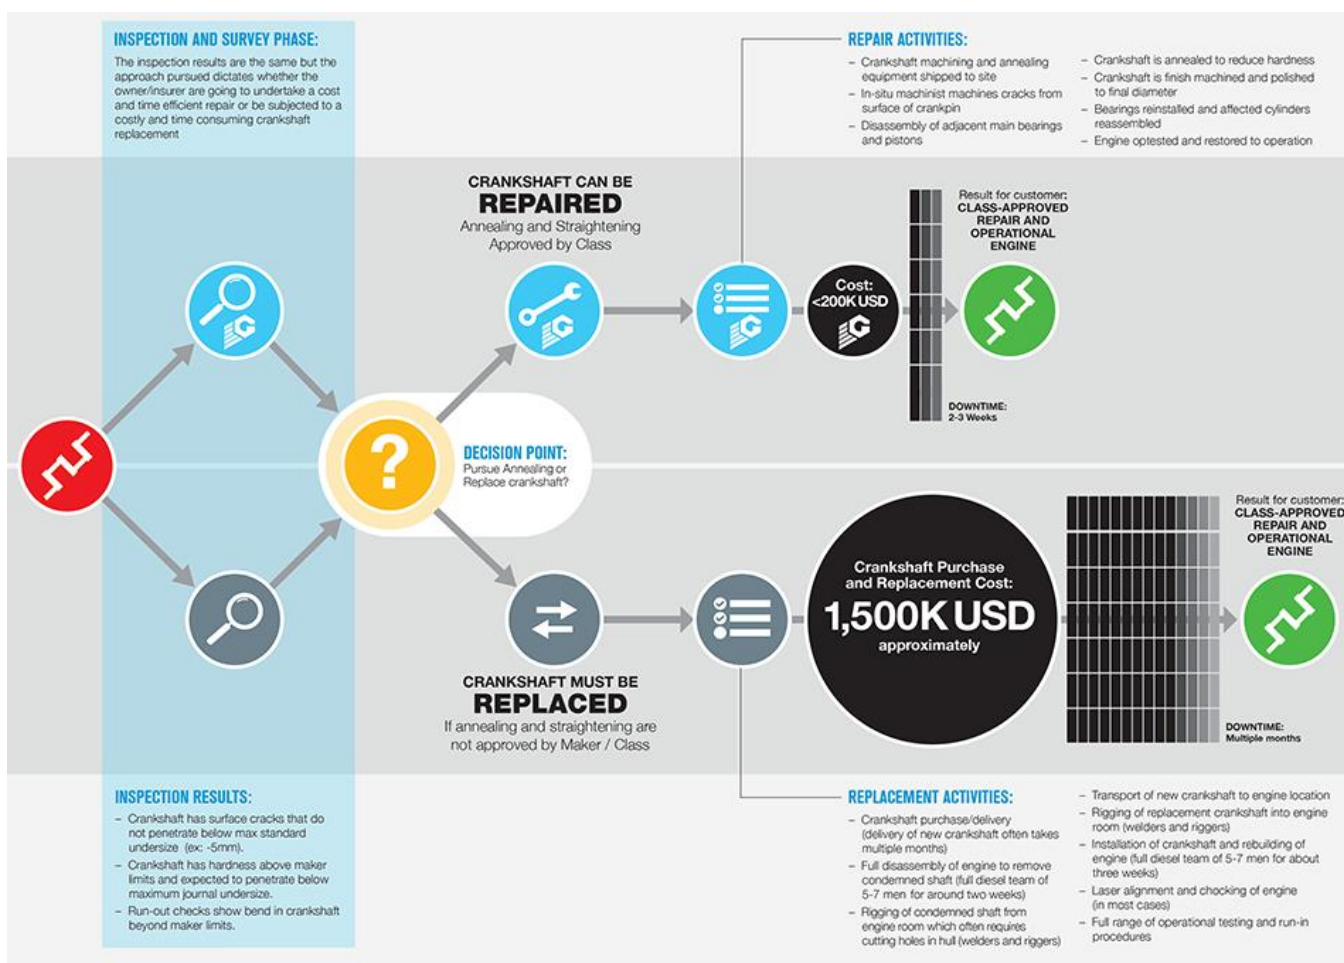 INSPECTION AND SURVEY PHASE:
The inspection results are the same but the
approach pursued dictates whether the
owner/insurer are going to undertake a cost
and time efficient repair or be subjected to a
costly and time consuming crankshaft
replacement
REPAIR ACTIVITIES:
– Crankshaft machining and annealing
equipment shipped to site
– In-situ machinist machines cracks from
surface of crankpin
– Disassembly of adjacent main bearings
and pistons
– Crankshaft is annealed to reduce hardness
– Crankshaft is finish machined and polished
to final diameter
– Bearings reinstalled and affected cylinders
reassembled
– Engine optested and restored to operation
CRANKSHAFT CAN BE
REPAIRED
Annealing and Straightening
Approved by Class
G
G
G
Cost:
<200K USD
G
DOWNTIME:
2-3 Weeks
Result for customer:
CLASS-APPROVED
REPAIR AND
OPERATIONAL
ENGINE
?
DECISION POINT:
Pursue Annealing or
Replace crankshaft?
CRANKSHAFT MUST BE
REPLACED
If annealing and straightening are
not approved by Maker / Class
Crankshaft Purchase
and Replacement Cost:
1,500K USD
approximately
DOWNTIME:
Multiple months
Result for customer:
CLASS-APPROVED
REPAIR AND
OPERATIONAL
ENGINE
INSPECTION RESULTS:
– Crankshaft has surface cracks that do
not penetrate below max standard
undersize (ex: -5mm).
– Crankshaft has hardness above maker
limits and expected to penetrate below
maximum journal undersize.
– Run-out checks show bend in crankshaft
beyond maker limits.
REPLACEMENT ACTIVITIES:
– Crankshaft purchase/delivery
(delivery of new crankshaft often takes
multiple months)
– Full disassembly of engine to remove
condemned shaft (full diesel team of
5-7 men for around two weeks)
– Rigging of condemned shaft from
engine room which often requires
cutting holes in hull (welders and riggers)
– Transport of new crankshaft to engine location
– Rigging of replacement crankshaft into engine
room (welders and riggers)
– Installation of crankshaft and rebuilding of
engine (full diesel team of 5-7 men for about
three weeks)
– Laser alignment and chocking of engine
(in most cases)
– Full range of operational testing and run-in
procedures